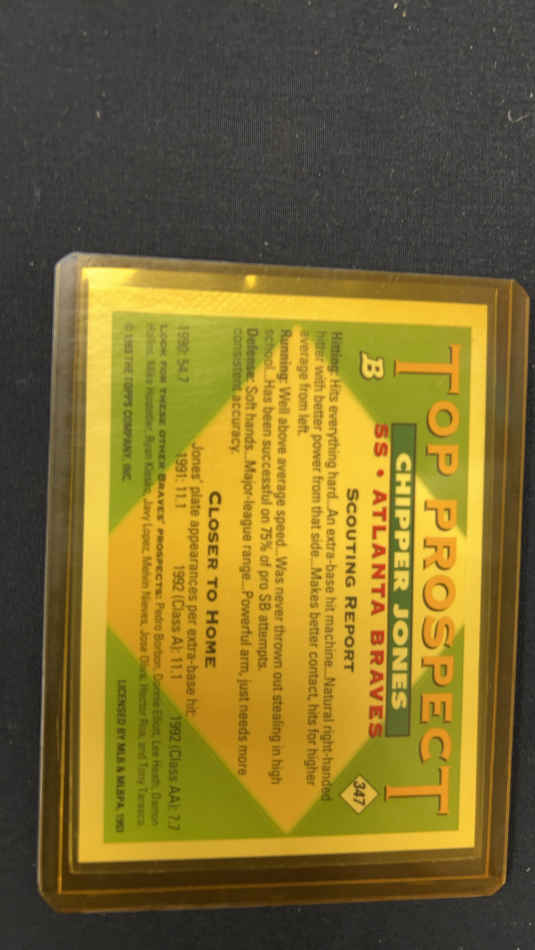 TOP PROSPECT
CHIPPER JONES
B SS • ATLANTA BRAVES 347
SCOUTING REPORT
Hitting: Hits everything hard...An extra-base hit machine...Natural right-handed
hitter with better power from that side...Makes better contact, hits for higher
average from left.
Running: Well above average speed...Was never thrown out stealing in high
school...Has been successful on 75% of pro SB attempts.
Defense: Soft hands...Major-league range...Powerful arm, just needs more
consistent accuracy.
CLOSER TO HOME
Jones' plate appearances per extra-base hit:
1990: 54.7 1991: 11.1 1992 (Class A): 11.1 1992 (Class AA): 7.7
LOOK FOR THESE OTHER BRAVES' PROSPECTS: Pedro Borbon, Donnie Elliott, Lee Heath, Damon
Hollins, Mike Hostetler, Ryan Klesko, Javy Lopez, Melvin Nieves, Jose Olmeda, Hector Roa, and Tony Tarasco.
© 1993 THE TOPPS COMPANY, INC. LICENSED BY MLB & MLBPA, 1993